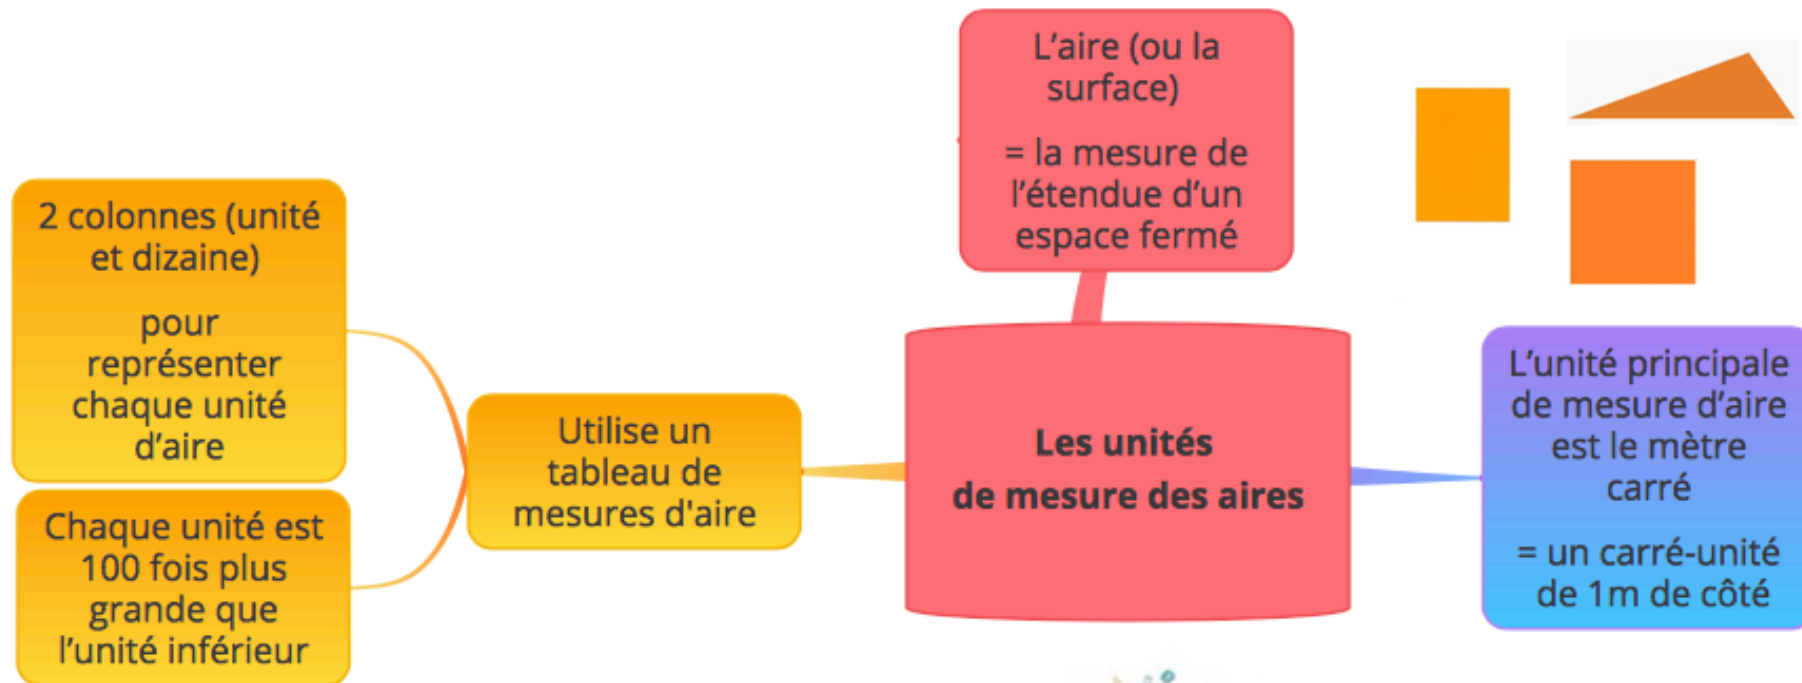 L'aire (ou la
surface)
= la mesure de
l'étendue d'un
espace fermé
2 colonnes (unité
et dizaine)
pour
représenter
chaque unité
d'aire
Chaque unité est
100 fois plus
grande que
l'unité inférieur
Utilise un
tableau de
mesures d'aire
Les unités
de mesure des aires
L'unité principale
de mesure d'aire
est le mètre
carré
= un carré-unité
de 1m de côté